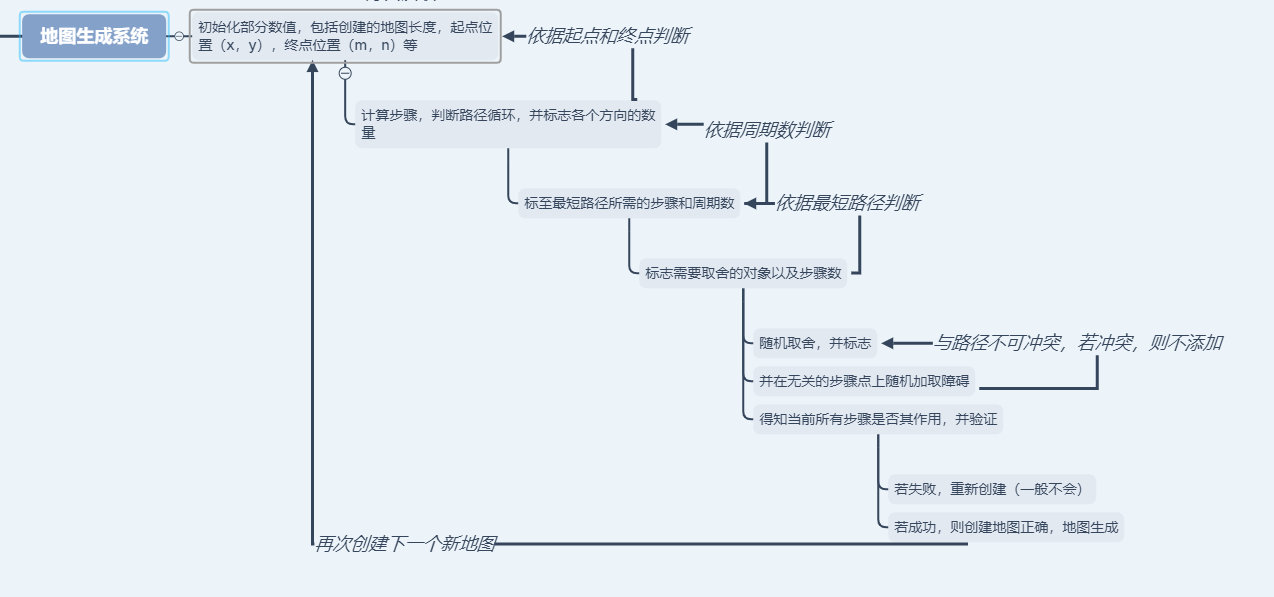 地图生成系统
初始化部分数值，包括创建的地图长度，起点位
置（x，y），终点位置（m，n）等
依据起点和终点判断
计算步骤，判断路径循环，并标志各个方向的数
量
依据周期数判断
标至最短路径所需的步骤和周期数
依据最短路径判断
标志需要取舍的对象以及步骤数
随机取舍，并标志
与路径不可冲突，若冲突，则不添加
并在无关的步骤点上随机加取障碍
得知当前所有步骤是否其作用，并验证
若失败，重新创建（一般不会）
若成功，则创建地图正确，地图生成
再次创建下一个新地图